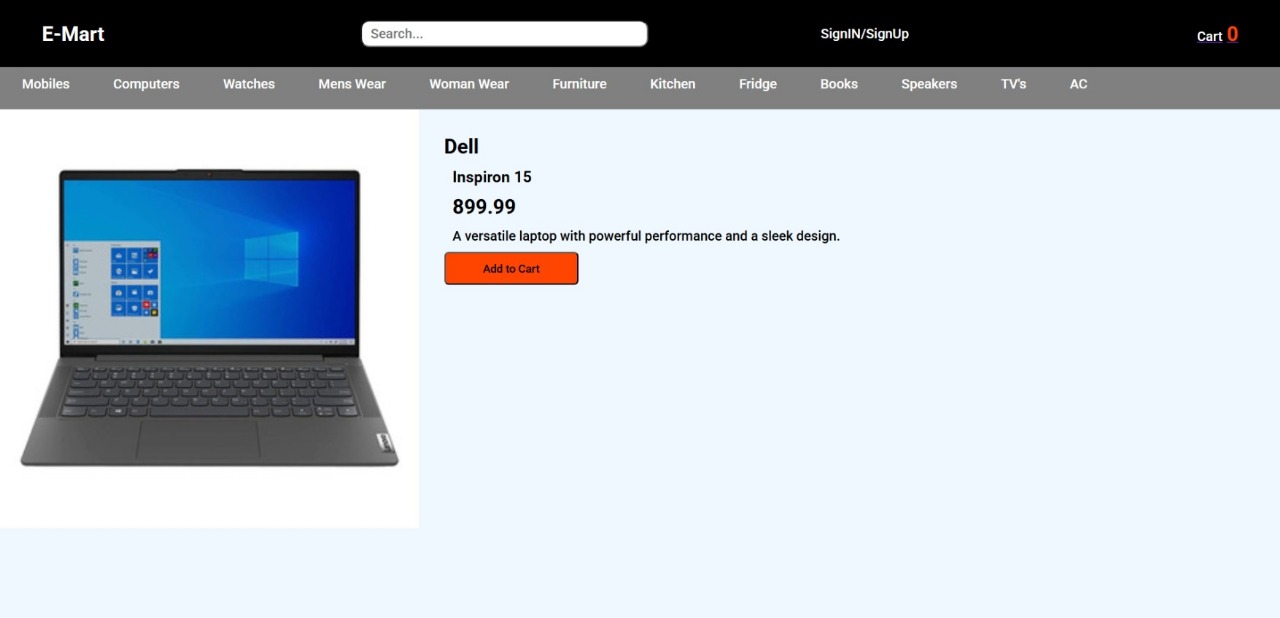 E-Mart
Search...
SignIN/SignUp
Cart 0
Mobiles Computers Watches Mens Wear Woman Wear Furniture Kitchen Fridge Books Speakers TV's AC
Dell
Inspiron 15
899.99
A versatile laptop with powerful performance and a sleek design.
Add to Cart